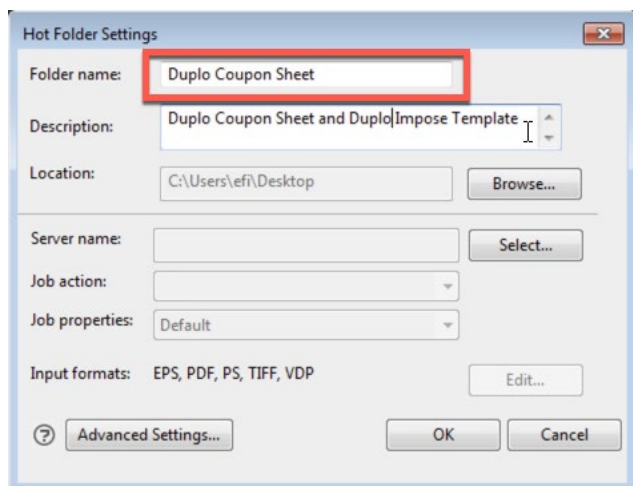 Hot Folder Settings
Folder name: Duplo Coupon Sheet
Description: Duplo Coupon Sheet and Duplo Impose Template
Location: C:\Users\efi\Desktop Browse...
Server name: Select...
Job action:
Job properties: Default
Input formats: EPS, PDF, PS, TIFF, VDP Edit...
? Advanced Settings... OK Cancel